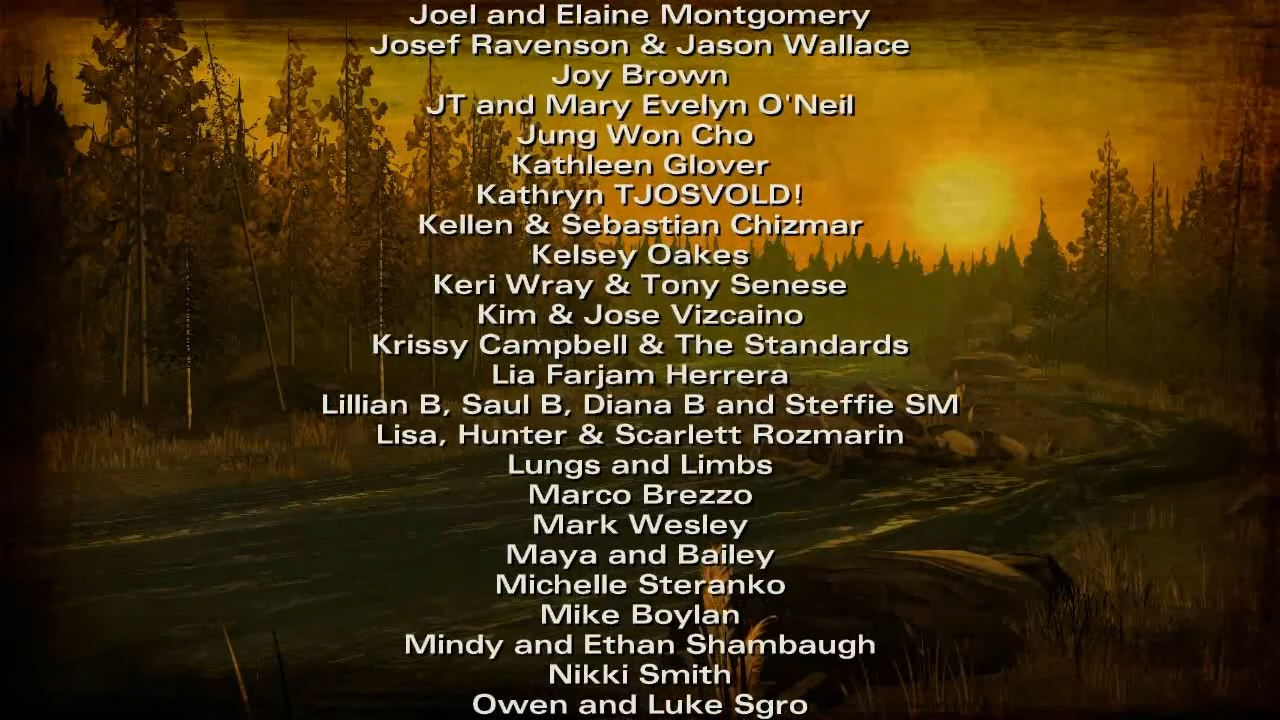 Joel and Elaine Montgomery
Josef Ravenson & Jason Wallace
Joy Brown
JT and Mary Evelyn O'Neil
Jung Won Cho
Kathleen Glover
Kathryn TJOSVOLD!
Kellen & Sebastian Chizmar
Kelsey Oakes
Keri Wray & Tony Senese
Kim & Jose Vizcaino
Krissy Campbell & The Standards
Lia Farjam Herrera
Lillian B, Saul B, Diana B and Steffie SM
Lisa, Hunter & Scarlett Rozmarin
Lungs and Limbs
Marco Brezzo
Mark Wesley
Maya and Bailey
Michelle Steranko
Mike Boylan
Mindy and Ethan Shambaugh
Nikki Smith
Owen and Luke Sgro